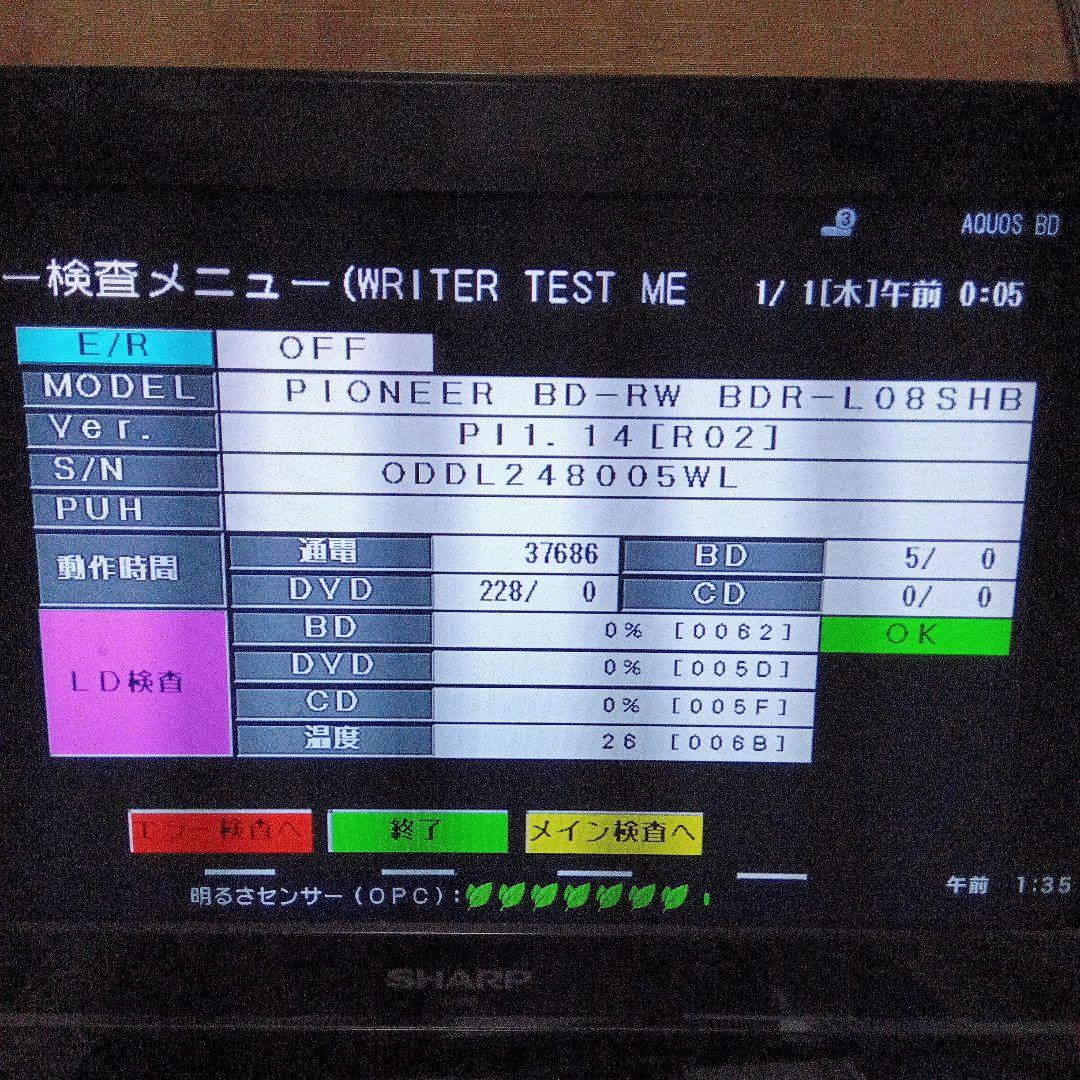 3 AQUOS BD
ー検査メニュー(WRITER TEST ME 1/ 1[木]午前 0:05
E/R OFF
MODEL PIONEER BD-RW BDR-L08SHB
Ver. PI1.14[R02]
S/N ODDL248005WL
PUH
動作時間 通電 37686 BD 5/ 0
DVD 228/ 0 CD 0/ 0
LD検査 BD 0% [0062] OK
DVD 0% [005D]
CD 0% [005F]
温度 26 [006B]
エラー検査へ 終了 メイン検査へ
明るさセンサー(OPC): 午前 1:35
SHARP